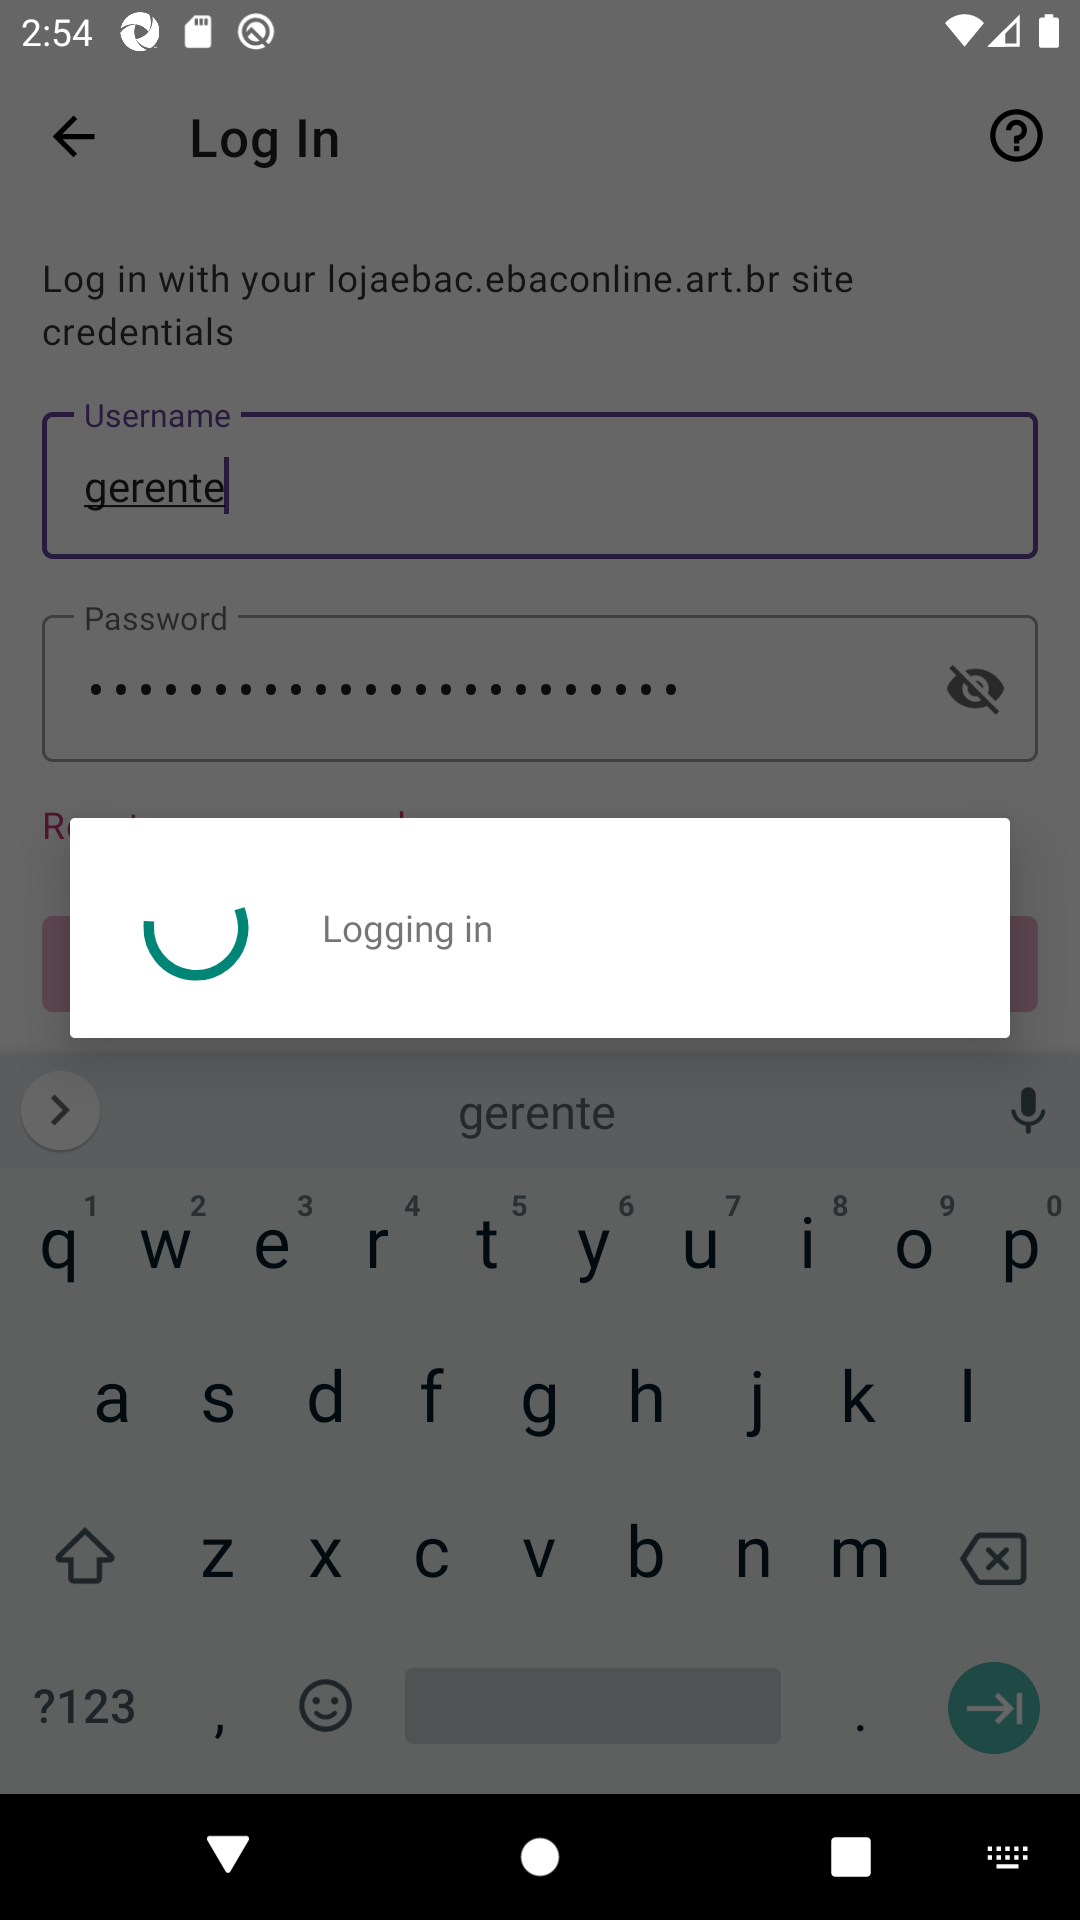 2:54
Log In
Log in with your lojaebac.ebaconline.art.br site
credentials
Username
gerente
Password
Logging in
gerente
1 2 3 4 5 6 7 8 9 0
q w e r t y u i o p
a s d f g h j k l
z x c v b n m
?123 , .